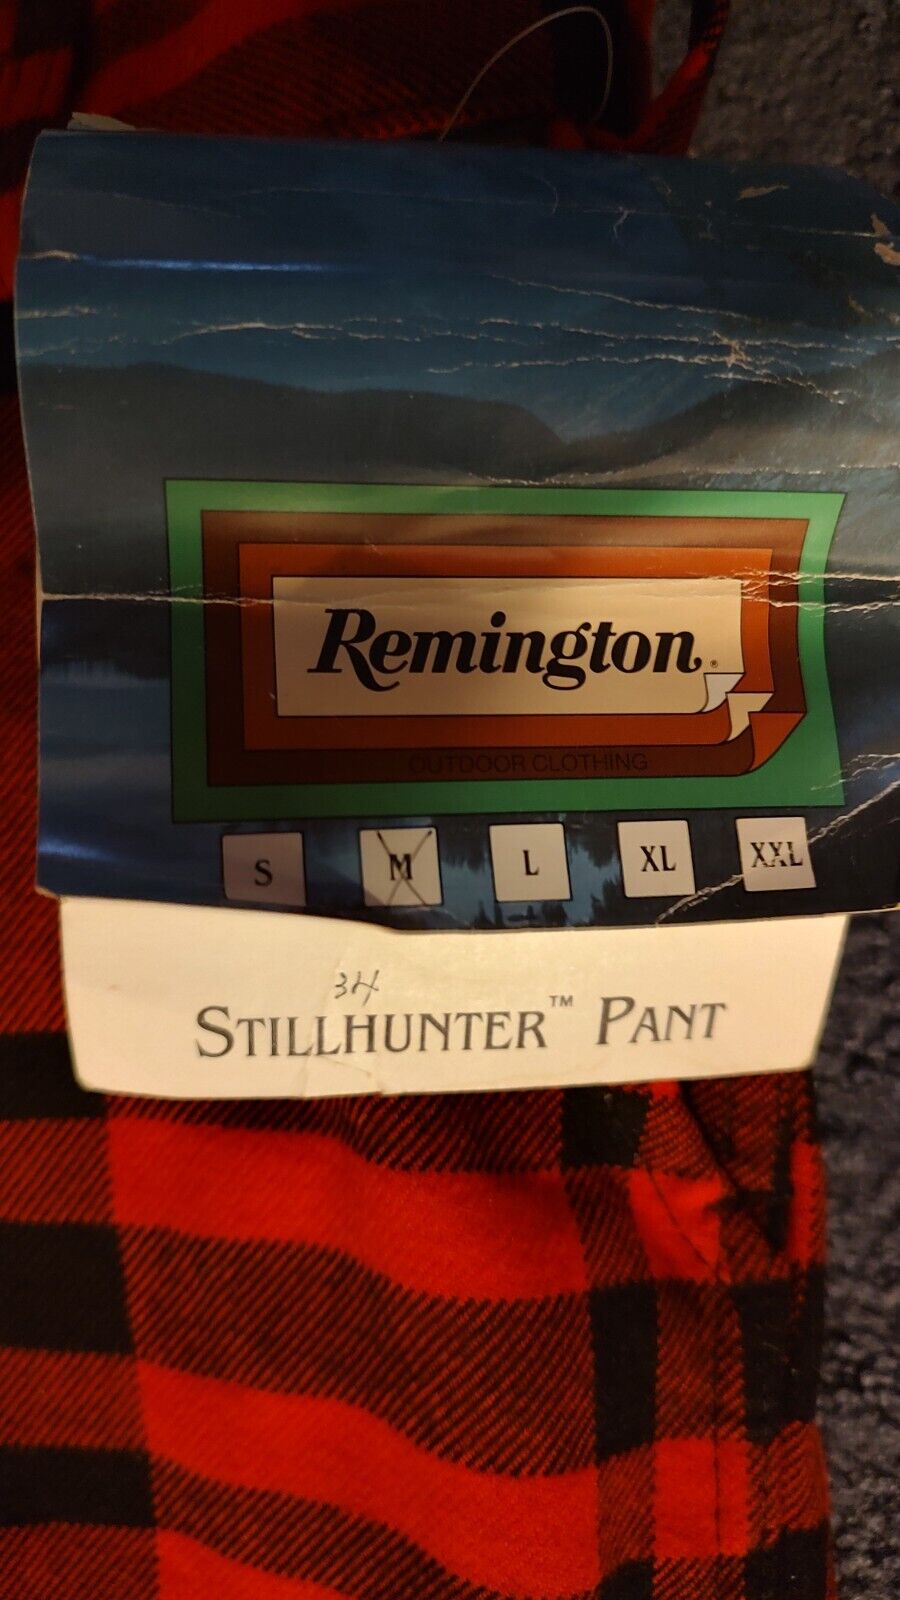 Remington®
OUTDOOR CLOTHING
S M L XL XXL
34
STILLHUNTER™ PANT